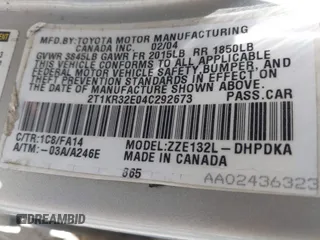 MFD.BY:TOYOTA MOTOR MANUFACTURING
CANADA INC. 02/04
GVWR 3845LB GAWR FR 2015LB RR 1850LB
THIS VEHICLE CONFORMS TO ALL APPLICABLE
FEDERAL MOTOR VEHICLE SAFETY,BUMPER, AND
THEFT PREVENTION STANDARDS IN EFFECT ON
THE DATE OF MANUFACTURE SHOWN ABOVE.
2T1KR32E04C292673 PASS.CAR
C/TR:1C8/FA14 MODEL:ZZE132L-DHPDKA
A/TM:-03A/A246E MADE IN CANADA
865 AA02436323
DREAMBID